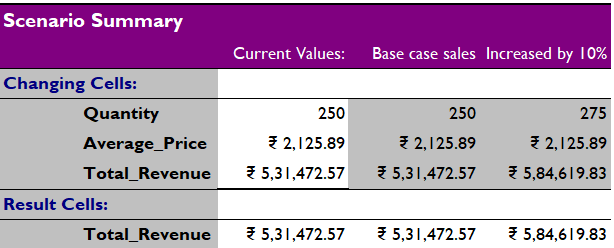 Scenario Summary
Current Values: Base case sales Increased by 10%
Changing Cells:
Quantity 250 250 275
Average_Price ₹ 2,125.89 ₹ 2,125.89 ₹ 2,125.89
Total_Revenue ₹ 5,31,472.57 ₹ 5,31,472.57 ₹ 5,84,619.83
Result Cells:
Total_Revenue ₹ 5,31,472.57 ₹ 5,31,472.57 ₹ 5,84,619.83